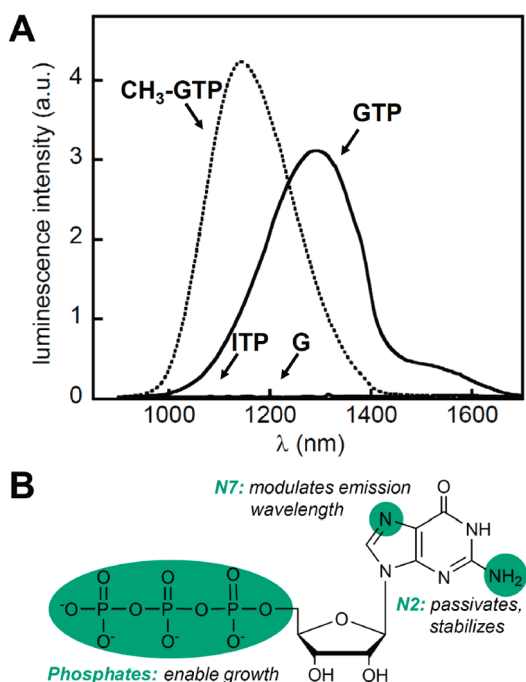 A
luminescence intensity (a.u.)
4
3
2
1
0
CH3-GTP
GTP
ITP
G
1000
1200
1400
1600
λ (nm)
B
N7: modulates emission
wavelength
O
N
NH
N
N
NH2
N2: passivates,
stabilizes
O O O
-O P O P O P O
O- O- O-
O
OH OH
Phosphates: enable growth